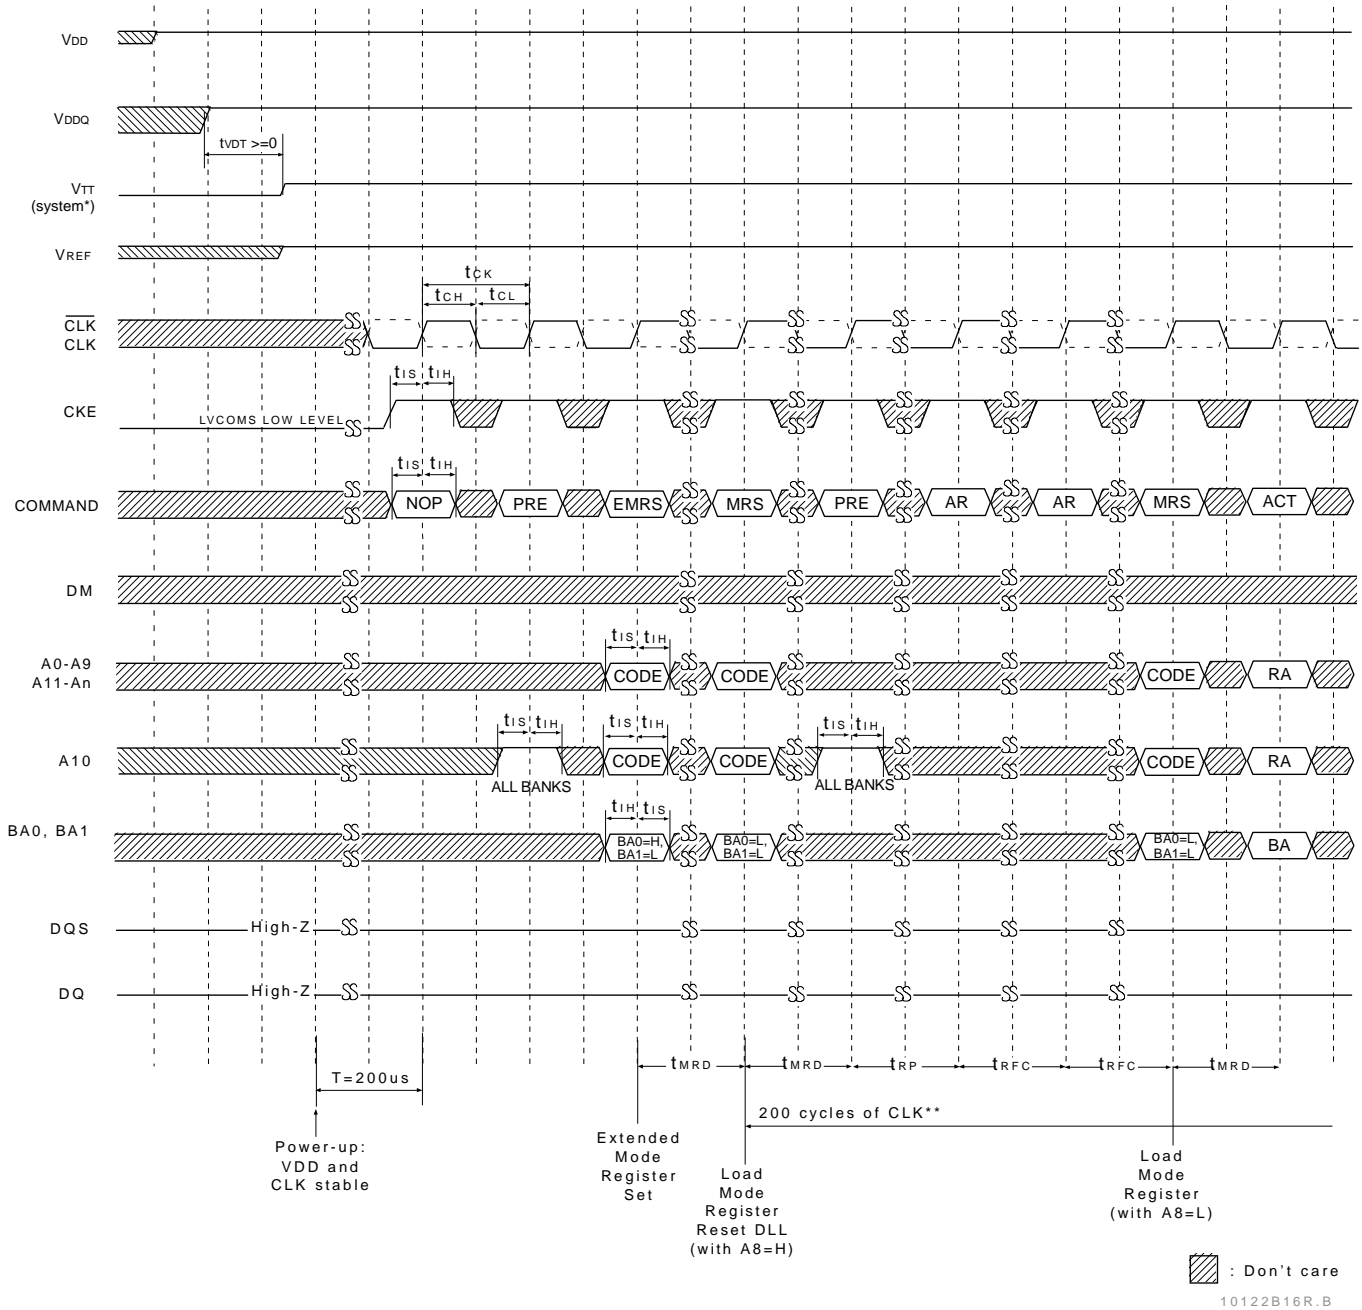 VDD
VDDQ
tVDT >=0
VTT
(system*)
VREF
tCK
tCH tCL
CLK
CLK
tIS tIH
CKE
LVCOMS LOW LEVEL
tIS tIH
COMMAND NOP PRE EMRS MRS PRE AR AR MRS ACT
DM
tIS tIH
A0-A9
A11-An
CODE CODE CODE RA
tIS tIH tIS tIH tIS tIH
A10 CODE CODE CODE RA
ALL BANKS ALL BANKS
tIH tIS
BA0, BA1
BA0=H, BA0=L, BA0=L,
BA1=L BA1=L BA1=L BA
DQS High-Z
DQ High-Z
tMRD tMRD tRP tRFC tRFC tMRD
T=200us
200 cycles of CLK**
Power-up:
VDD and
CLK stable
Extended
Mode
Register
Set
Load
Mode
Register
Reset DLL
(with A8=H)
Load
Mode
Register
(with A8=L)
: Don't care
10122B16R.B